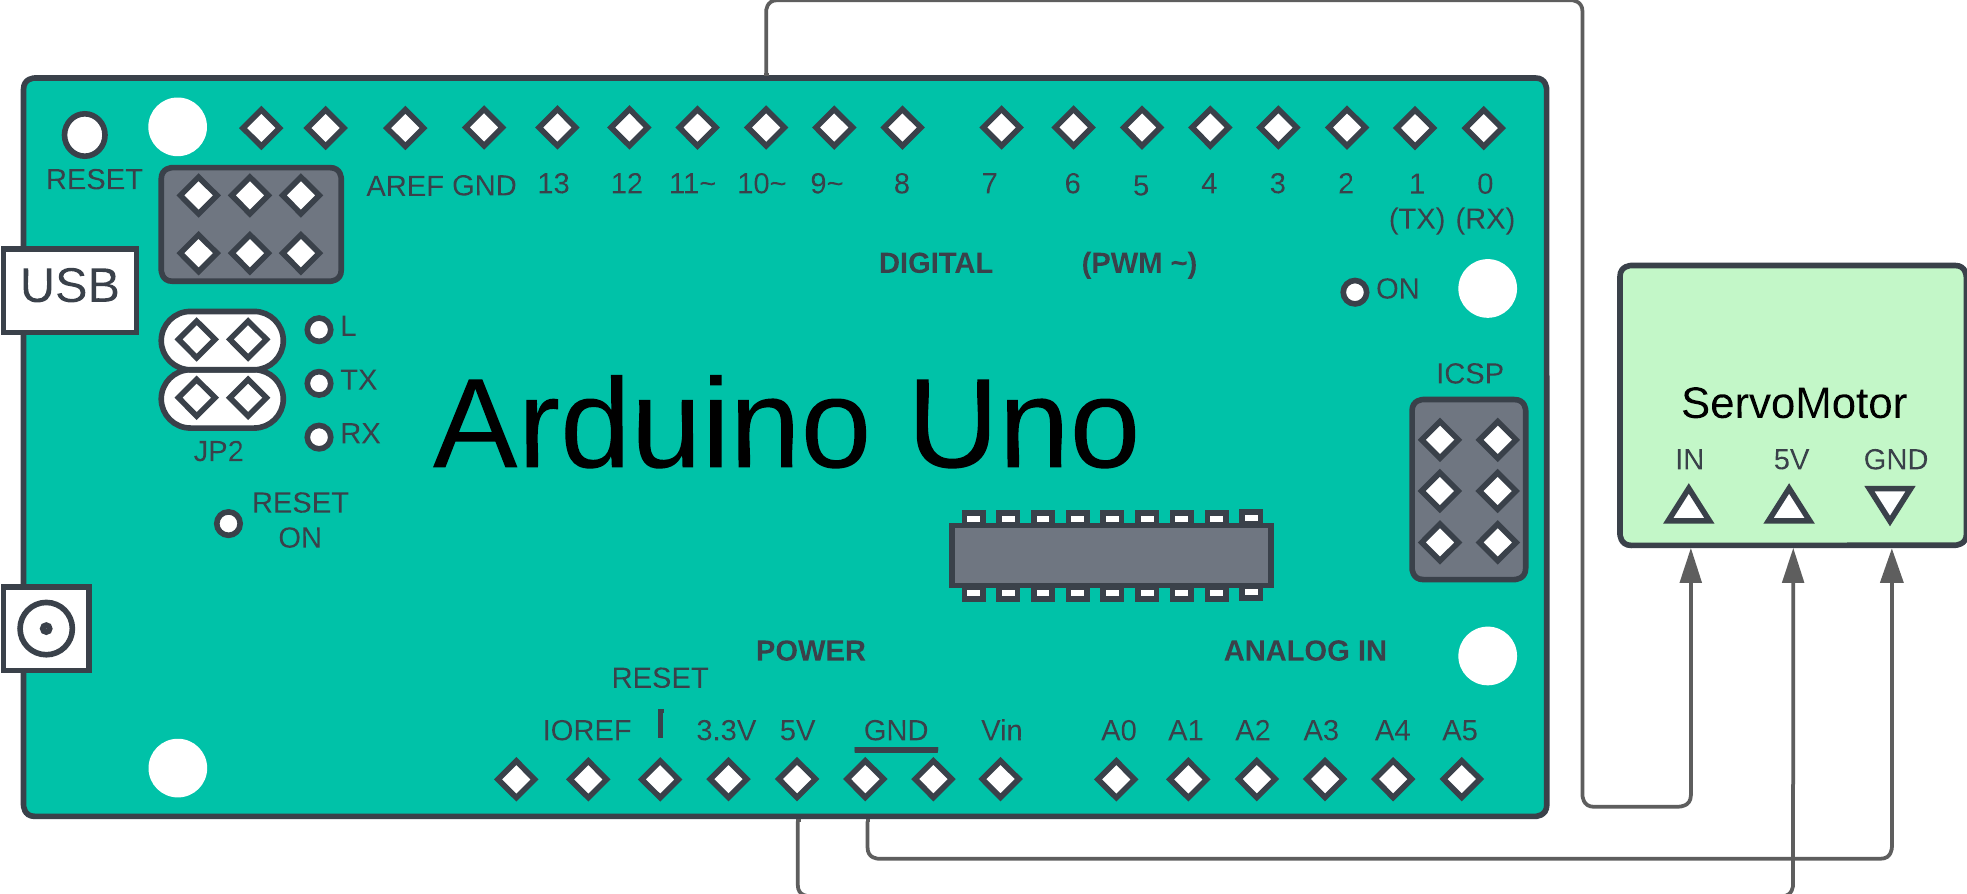 RESET
AREF GND 13 12 11~ 10~ 9~ 8 7 6 5 4 3 2 1 0
(TX) (RX)
DIGITAL (PWM ~)
USB
ON
L
TX
RX
JP2
Arduino Uno
ICSP
ServoMotor
IN 5V GND
RESET
ON
POWER ANALOG IN
RESET
IOREF 3.3V 5V GND Vin A0 A1 A2 A3 A4 A5